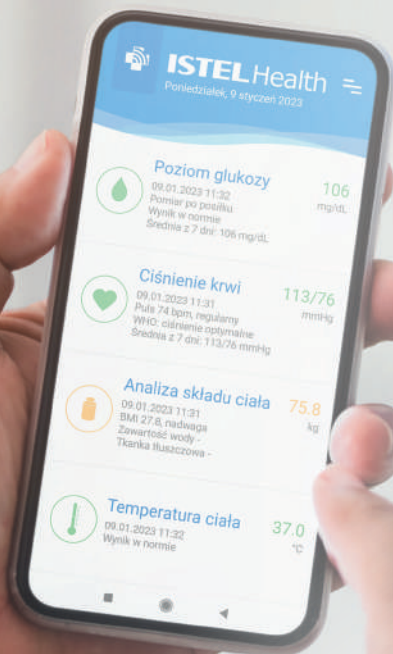 ISTEL Health
Poniedziałek, 9 styczeń 2023
Poziom glukozy
106
mg/dL
09.01.2023 11:32
Pomiar po posiłku
Wynik w normie
Średnia z 7 dni: 106 mg/dL
Ciśnienie krwi
113/76
mmHg
09.01.2023 11:31
Puls 74 bpm, regularny
WHO: ciśnienie optymalne
Średnia z 7 dni: 113/76 mmHg
Analiza składu ciała
75.8
kg
09.01.2023 11:31
BMI 27.8, nadwaga
Zawartość wody -
Tkanka tłuszczowa -
Temperatura ciała
37.0
°C
09.01.2023 11:32
Wynik w normie